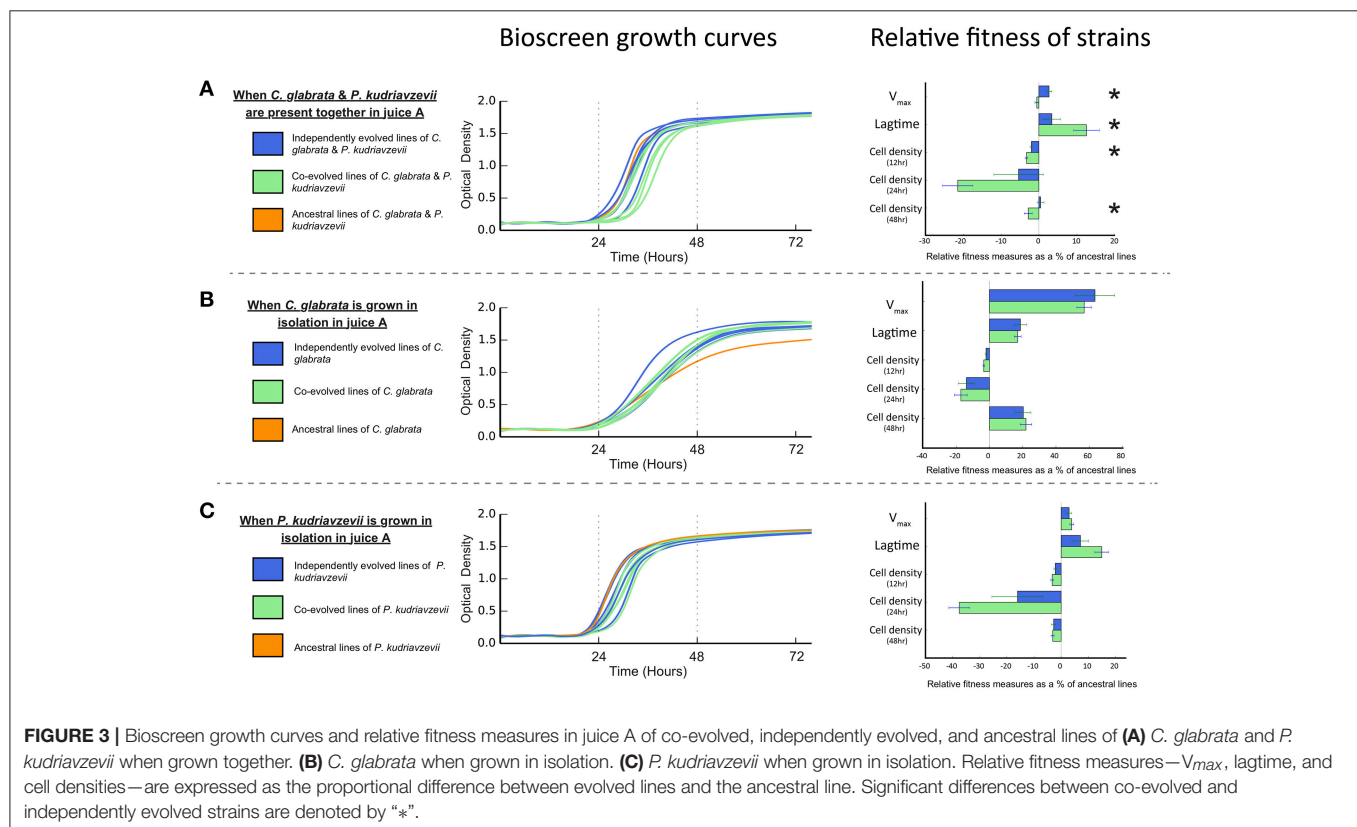 Bioscreen growth curves
Relative fitness of strains
A
When C. glabrata & P. kudriavzevii
are present together in juice A
Independently evolved lines of C.
glabrata & P. kudriavzevii
Co-evolved lines of C. glabrata & P.
kudriavzevii
Ancestral lines of C. glabrata & P.
kudriavzevii
Optical Density
2.0
1.5
1.0
0.5
0.0
24
48
72
Time (Hours)
Vmax
Lagtime
Cell density
(12hr)
Cell density
(24hr)
Cell density
(48hr)
*
*
*
*
-30
-20
-10
0
10
20
Relative fitness measures as a % of ancestral lines
B
When C. glabrata is grown in
isolation in juice A
Independently evolved lines of C.
glabrata
Co-evolved lines of C. glabrata
Ancestral lines of C. glabrata
Optical Density
2.0
1.5
1.0
0.5
0.0
24
48
72
Time (Hours)
Vmax
Lagtime
Cell density
(12hr)
Cell density
(24hr)
Cell density
(48hr)
-40
-20
0
20
40
60
80
Relative fitness measures as a % of ancestral lines
C
When P. kudriavzevii is grown in
isolation in juice A
Independently evolved lines of P.
kudriavzevii
Co-evolved lines of P. kudriavzevii
Ancestral lines of P. kudriavzevii
Optical Density
2.0
1.5
1.0
0.5
0.0
24
48
72
Time (Hours)
Vmax
Lagtime
Cell density
(12hr)
Cell density
(24hr)
Cell density
(48hr)
-50
-40
-30
-20
-10
0
10
20
Relative fitness measures as a % of ancestral lines
FIGURE 3 | Bioscreen growth curves and relative fitness measures in juice A of co-evolved, independently evolved, and ancestral lines of (A) C. glabrata and P.
kudriavzevii when grown together. (B) C. glabrata when grown in isolation. (C) P. kudriavzevii when grown in isolation. Relative fitness measures—Vmax, lagtime, and
cell densities—are expressed as the proportional difference between evolved lines and the ancestral line. Significant differences between co-evolved and
independently evolved strains are denoted by “*”.